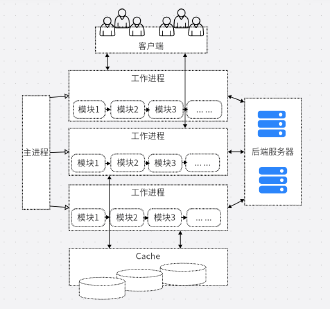 客户端
工作进程
模块1 模块2 模块3 ... ...
工作进程
主进程
模块1 模块2 模块3 ... ...
后端服务器
工作进程
模块1 模块2 模块3 ... ...
Cache